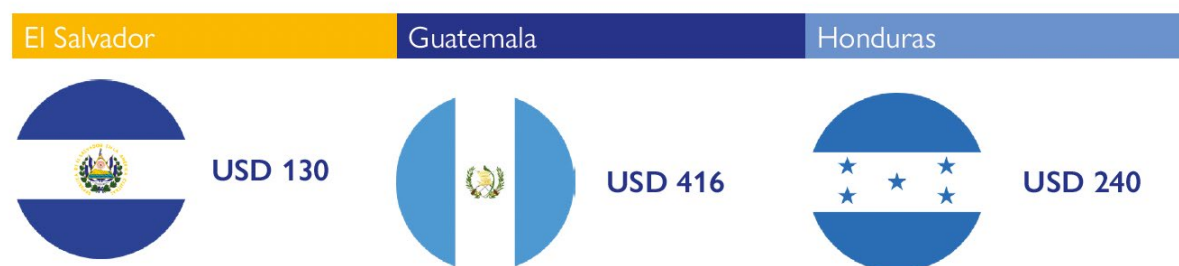 El Salvador
Guatemala
Honduras
USD 130
USD 416
USD 240